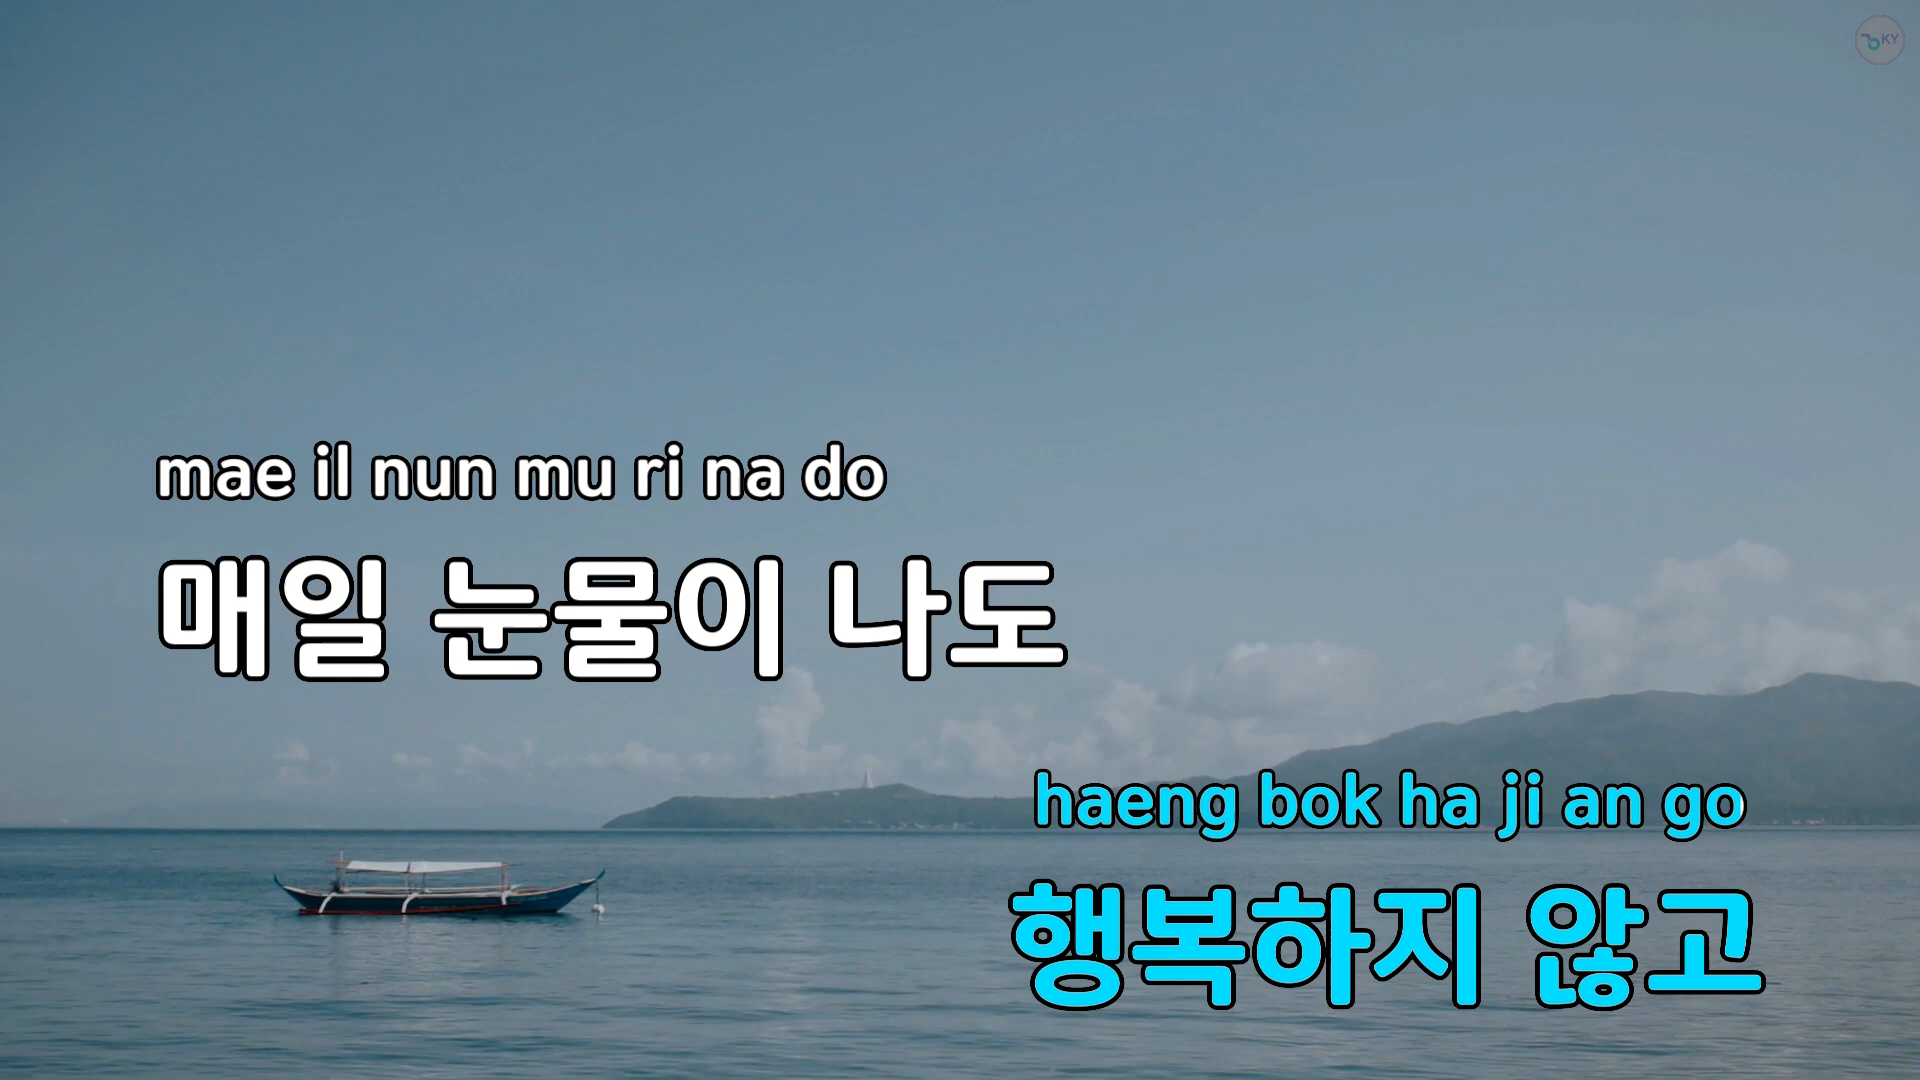 KY
mae il nun mu ri na do
매일 눈물이 나도
haeng bok ha ji an go
행복하지 않고